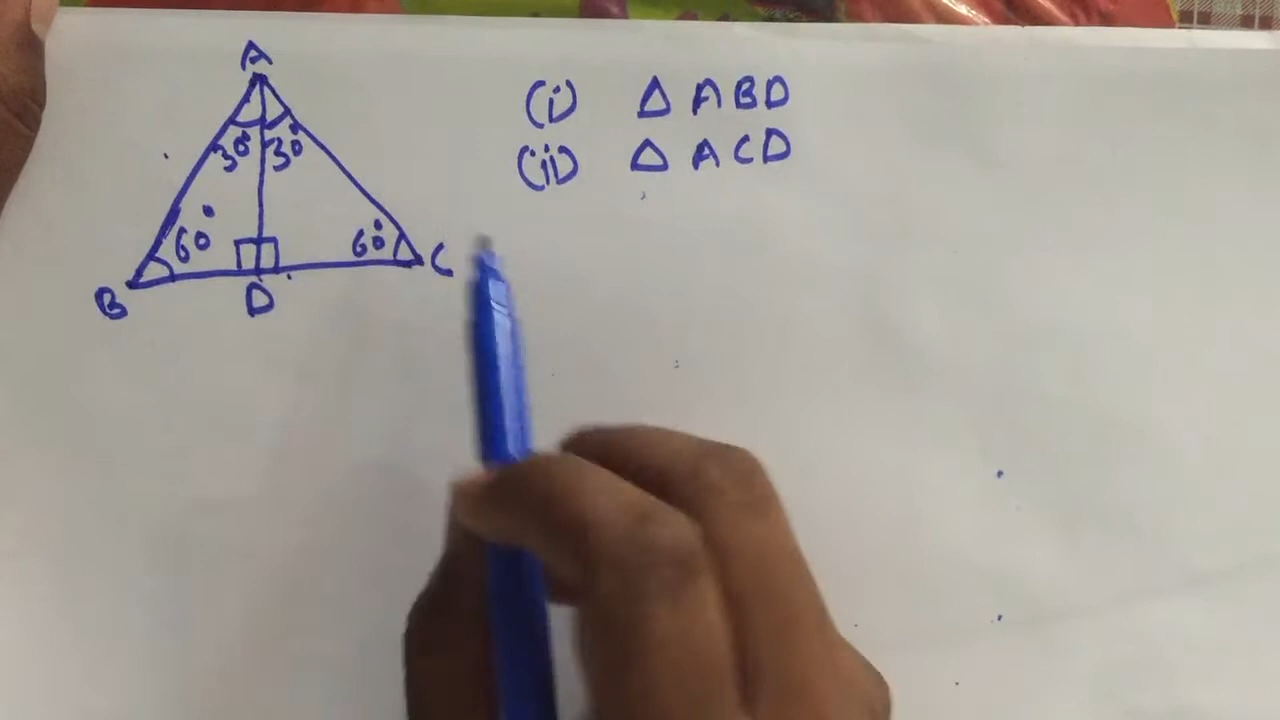 A
30° 30°
60° 60°
B D C
(i) △ ABD
(ii) △ ACD